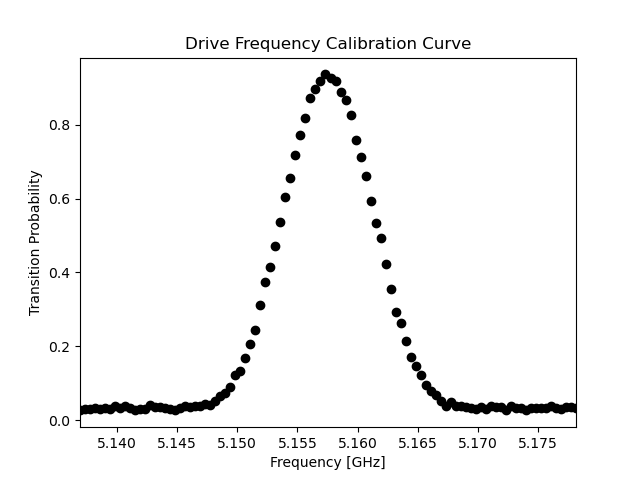 Drive Frequency Calibration Curve
Transition Probability
0.8
0.6
0.4
0.2
0.0
5.140 5.145 5.150 5.155 5.160 5.165 5.170 5.175
Frequency [GHz]